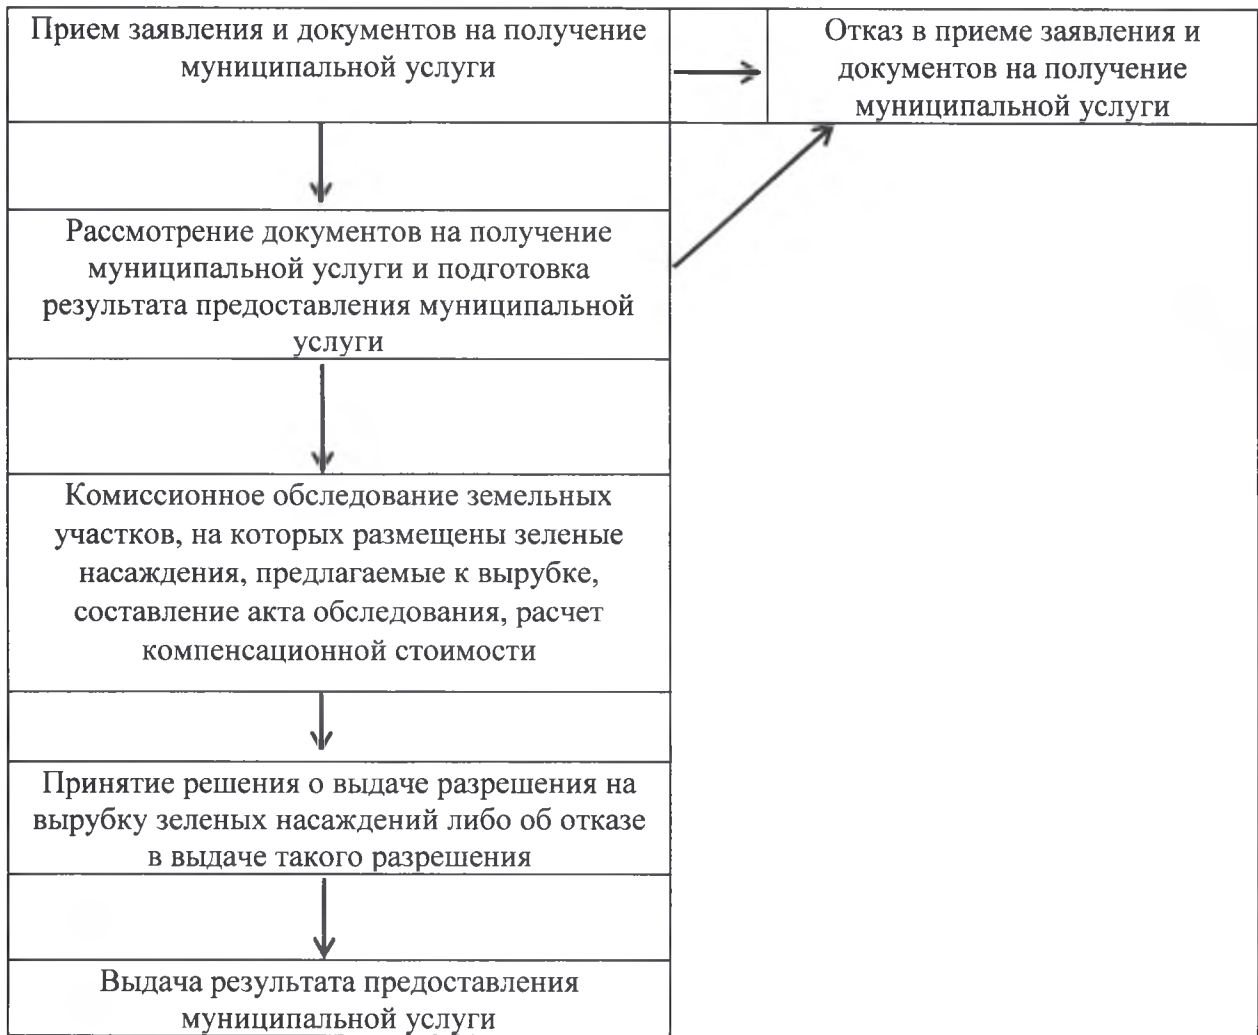 Прием заявления и документов на получение
муниципальной услуги
Отказ в приеме заявления и
документов на получение
муниципальной услуги
Рассмотрение документов на получение
муниципальной услуги и подготовка
результата предоставления муниципальной
услуги
Комиссионное обследование земельных
участков, на которых размещены зеленые
насаждения, предлагаемые к вырубке,
составление акта обследования, расчет
компенсационной стоимости
Принятие решения о выдаче разрешения на
вырубку зеленых насаждений либо об отказе
в выдаче такого разрешения
Выдача результата предоставления
муниципальной услуги